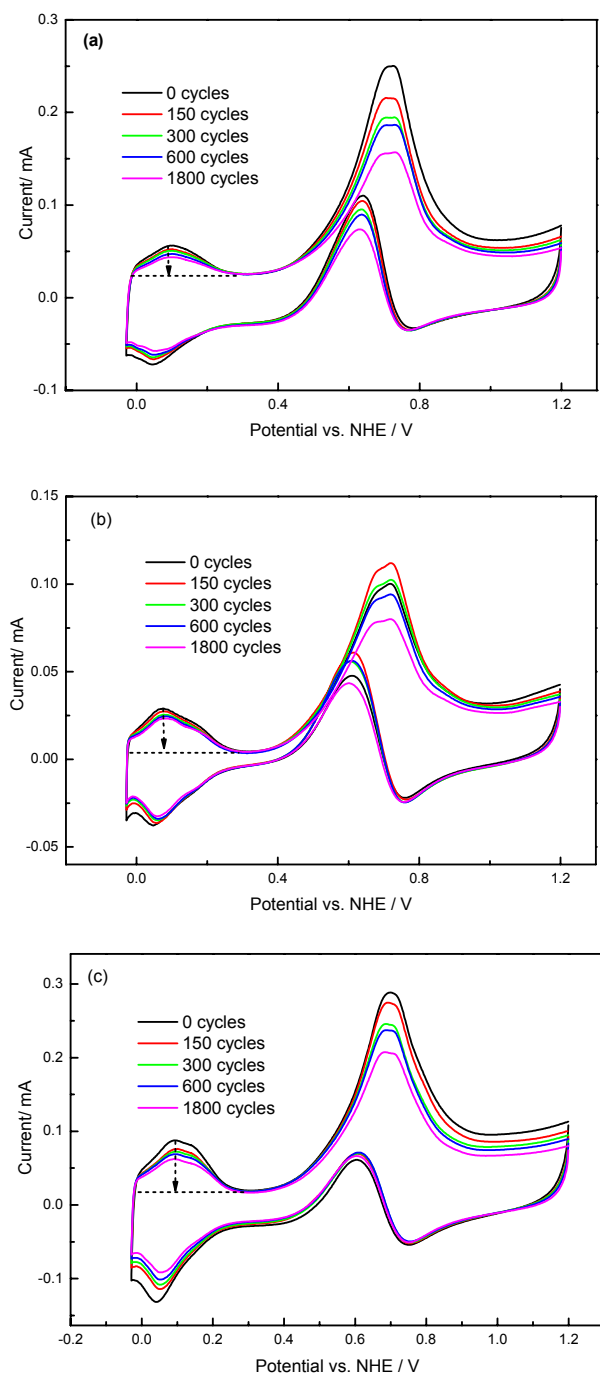 (a)
0 cycles
150 cycles
300 cycles
600 cycles
1800 cycles
Current/ mA
0.3
0.2
0.1
0.0
-0.1
0.0 0.4 0.8 1.2
Potential vs. NHE / V
(b)
0 cycles
150 cycles
300 cycles
600 cycles
1800 cycles
Current/ mA
0.15
0.10
0.05
0.00
-0.05
0.0 0.4 0.8 1.2
Potential vs. NHE / V
(c)
0 cycles
150 cycles
300 cycles
600 cycles
1800 cycles
Current/ mA
0.3
0.2
0.1
0.0
-0.1
-0.2 0.0 0.2 0.4 0.6 0.8 1.0 1.2
Potential vs. NHE / V